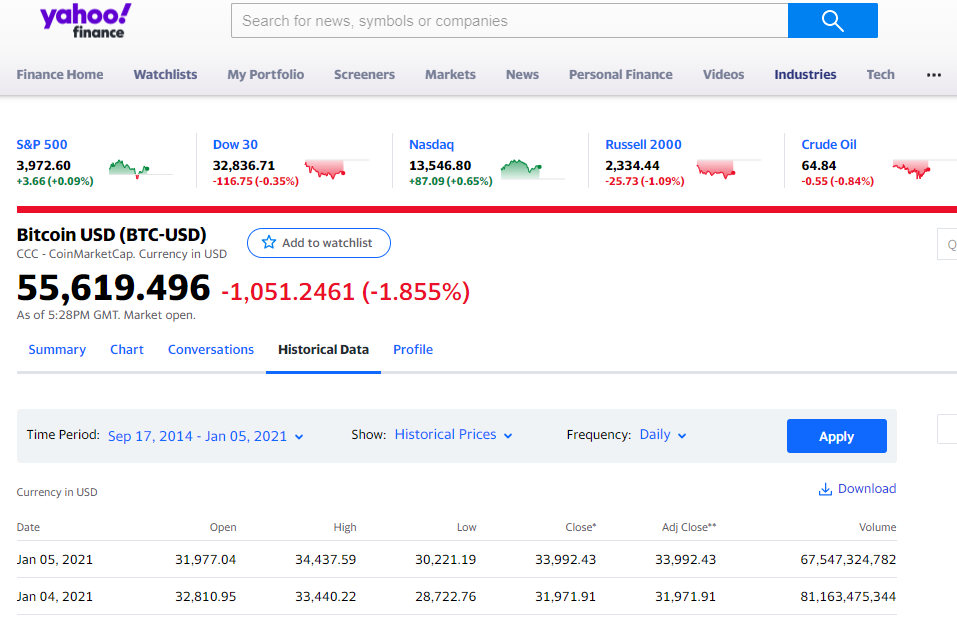 yahoo!
finance
Search for news, symbols or companies
Finance Home Watchlists My Portfolio Screeners Markets News Personal Finance Videos Industries Tech •••
S&P 500 Dow 30 Nasdaq Russell 2000 Crude Oil
3,972.60 32,836.71 13,546.80 2,334.44 64.84
+3.66 (+0.09%) -116.75 (-0.35%) +87.09 (+0.65%) -25.73 (-1.09%) -0.55 (-0.84%)
Bitcoin USD (BTC-USD) Add to watchlist
CCC - CoinMarketCap. Currency in USD
Q
55,619.496 -1,051.2461 (-1.855%)
As of 5:28PM GMT. Market open.
Summary Chart Conversations Historical Data Profile
Time Period: Sep 17, 2014 - Jan 05, 2021 Show: Historical Prices Frequency: Daily Apply
Currency in USD Download
Date Open High Low Close* Adj Close** Volume
Jan 05, 2021 31,977.04 34,437.59 30,221.19 33,992.43 33,992.43 67,547,324,782
Jan 04, 2021 32,810.95 33,440.22 28,722.76 31,971.91 31,971.91 81,163,475,344